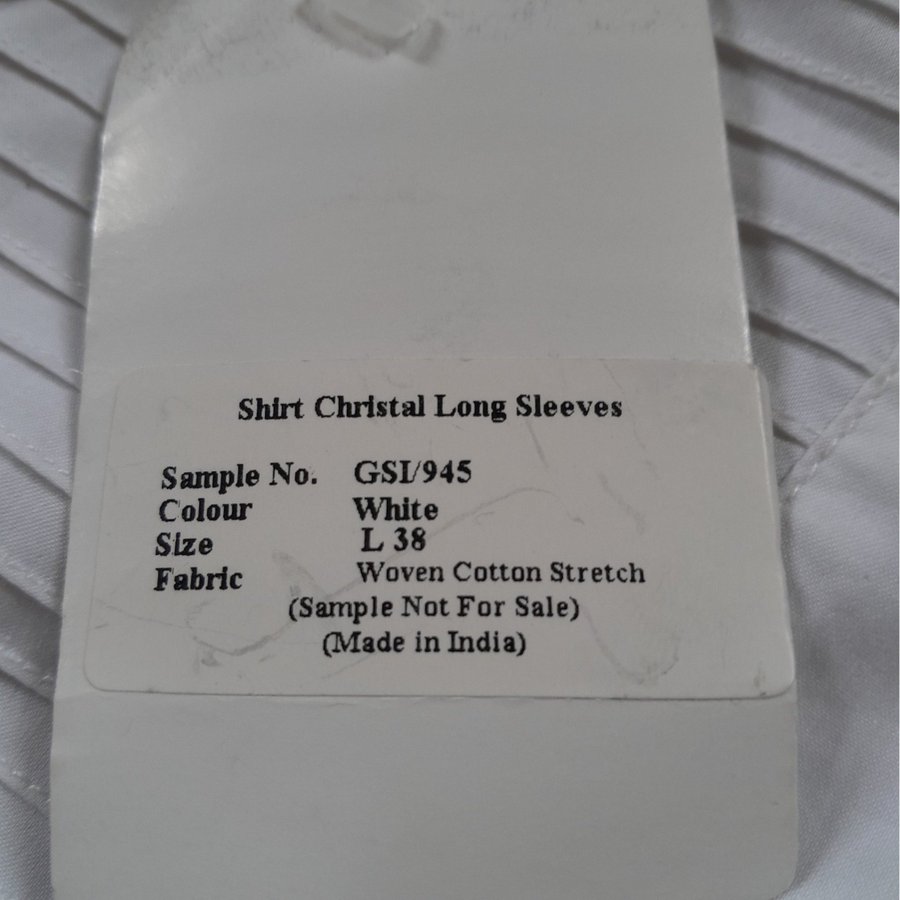 Shirt Christal Long Sleeves
Sample No. GSI/945
Colour White
Size L 38
Fabric Woven Cotton Stretch
(Sample Not For Sale)
(Made in India)